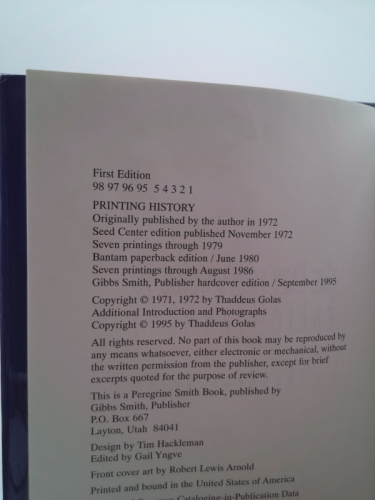 First Edition
98 97 96 95 5 4 3 2 1
PRINTING HISTORY
Originally published by the author in 1972
Seed Center edition published November 1972
Seven printings through 1979
Bantam paperback edition / June 1980
Seven printings through August 1986
Gibbs Smith, Publisher hardcover edition / September 1995
Copyright © 1971, 1972 by Thaddeus Golas
Additional Introduction and Photographs
Copyright © 1995 by Thaddeus Golas
All rights reserved. No part of this book may be reproduced by
any means whatsoever, either electronic or mechanical, without
the written permission from the publisher, except for brief
excerpts quoted for the purpose of review.
This is a Peregrine Smith Book, published by
Gibbs Smith, Publisher
P.O. Box 667
Layton, Utah 84041
Design by Tim Hackleman
Edited by Gail Yngve
Front cover art by Robert Lewis Arnold
Printed and bound in the United States of America
Cataloging-in-Publication Data